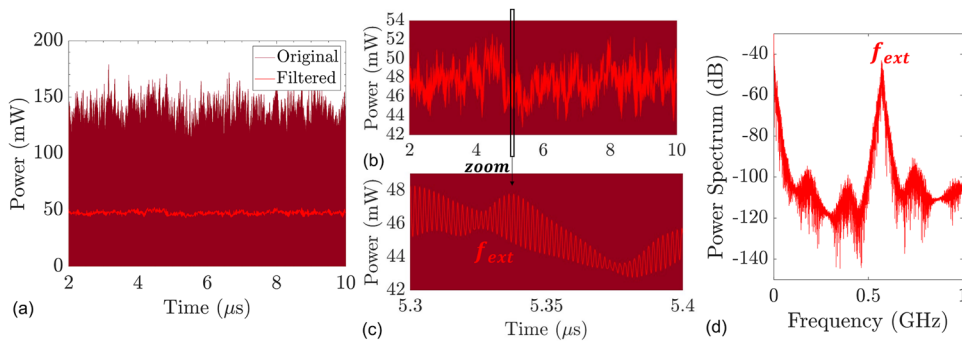 200
150
100
50
0
Power (mW)
Original
Filtered
2 4 6 8 10
Time (μs)
(a)
54
52
50
48
46
44
42
Power (mW)
2 4 6 8 10
(b)
zoom
48
46
44
42
Power (mW)
f_ext
5.3 5.35 5.4
Time (μs)
(c)
f_ext
-40
-60
-80
-100
-120
-140
Power Spectrum (dB)
0 0.5 1
Frequency (GHz)
(d)